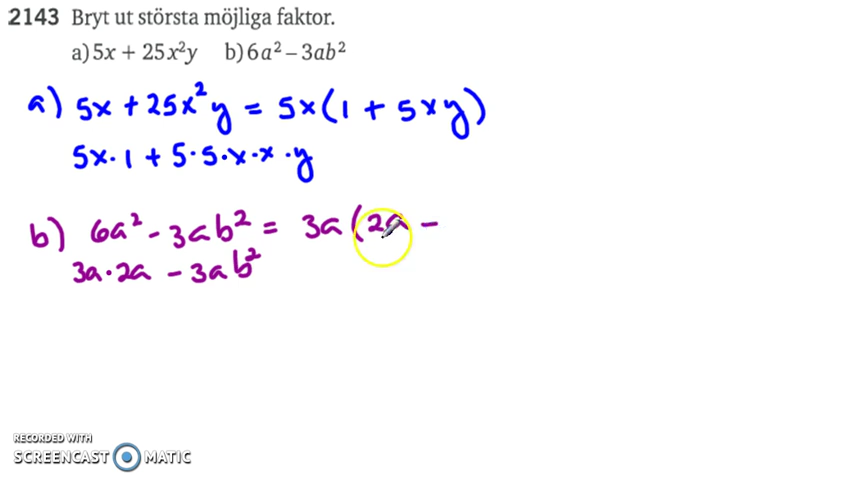 2143 Bryt ut största möjliga faktor.
a) 5x + 25x²y b) 6a² – 3ab²
a) 5x + 25x²y = 5x(1 + 5xy)
5x·1 + 5·5·x·x·y
b) 6a² - 3ab² = 3a(2a -
3a·2a - 3ab²
RECORDED WITH
SCREENCAST MATIC